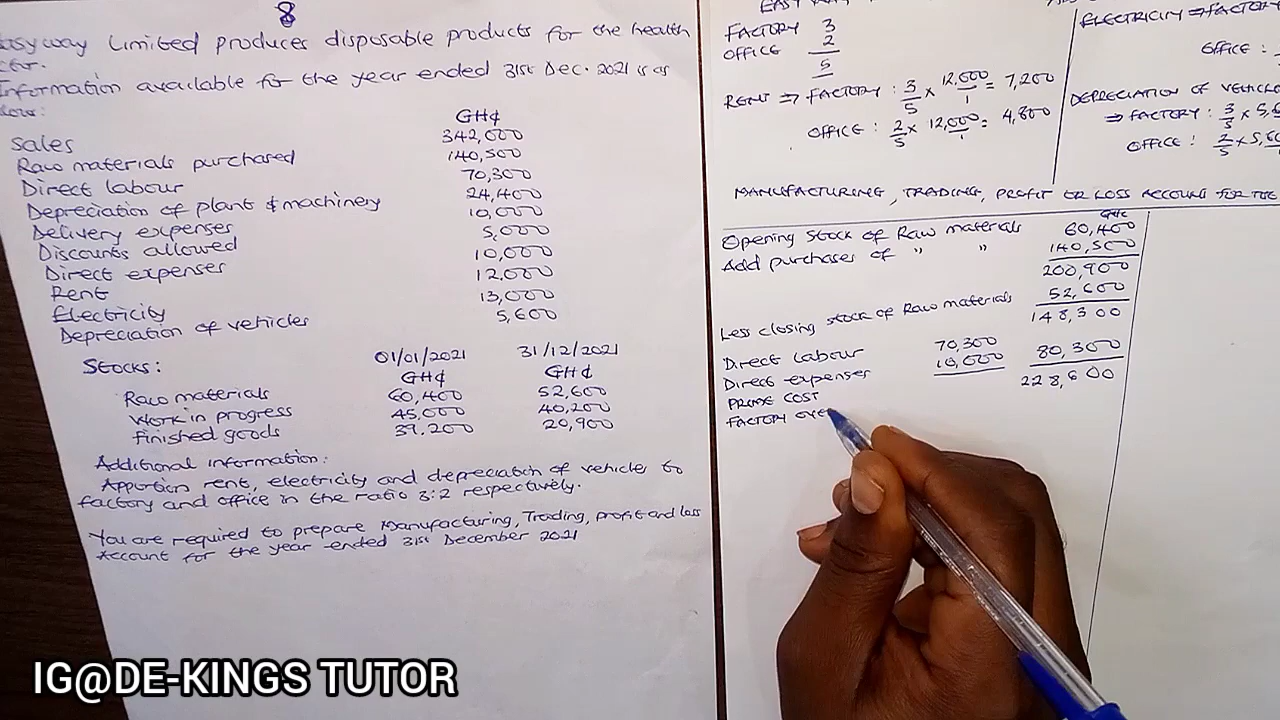 8
Easyway Limited produces disposable products for the health
Information available for the year ended 31st Dec. 2021 is as
GH¢
Sales 342,000
Raw materials purchased 140,500
Direct labour 70,300
Depreciation of plant & machinery 24,400
Delivery expenses 10,000
Discounts allowed 5,000
Direct expenses 10,000
Rent 12,000
Electricity 13,000
Depreciation of vehicles 5,600
Stocks: 01/01/2021 31/12/2021
GH¢ GH¢
Raw materials 60,400 52,600
Work in progress 45,000 40,200
finished goods 39,200 20,900
Additional information:
Apportion rent, electricity and depreciation of vehicles to
factory and office in the ratio 3:2 respectively.
You are required to prepare Manufacturing, Trading, profit and loss
Account for the year ended 31st December 2021
FACTORY 3
OFFICE 2
5
RENT ⇒ FACTORY : 3/5 × 12,000/1 = 7,200
OFFICE : 2/5 × 12,000/1 = 4,800
ELECTRICITY ⇒ FACTORY
OFFICE :
DEPRECIATION OF VEHICLE
⇒ FACTORY : 3/5 × 5,6
OFFICE : 2/5 × 5,60
MANUFACTURING, TRADING, PROFIT OR LOSS ACCOUNT FOR THE
GH¢
Opening stock of Raw materials 60,400
Add purchases of " " 140,500
200,900
Less closing stock of Raw materials 52,600
148,300
Direct labour 70,300
Direct expenses 10,000 80,300
PRIME COST 228,600
FACTORY OVE
IG@DE-KINGS TUTOR